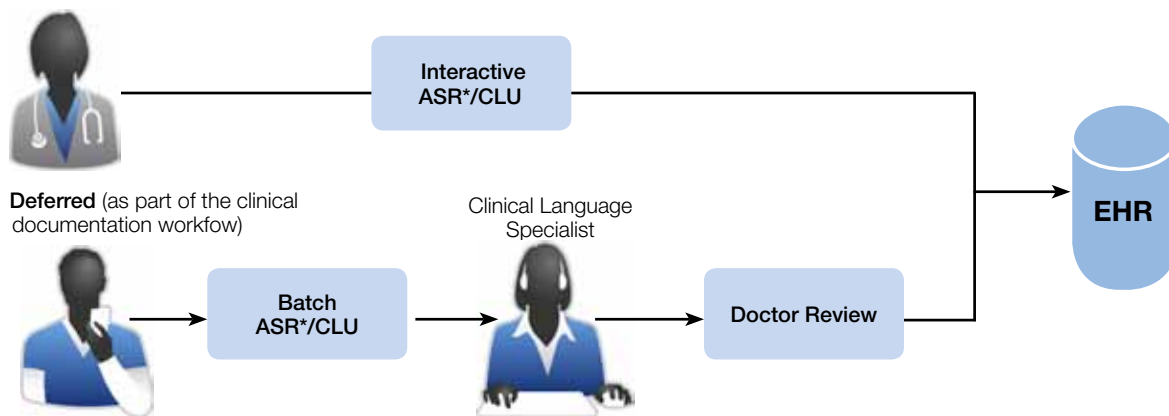 Interactive
ASR*/CLU
Deferred (as part of the clinical
documentation workfow)
Clinical Language
Specialist
EHR
Batch
ASR*/CLU
Doctor Review